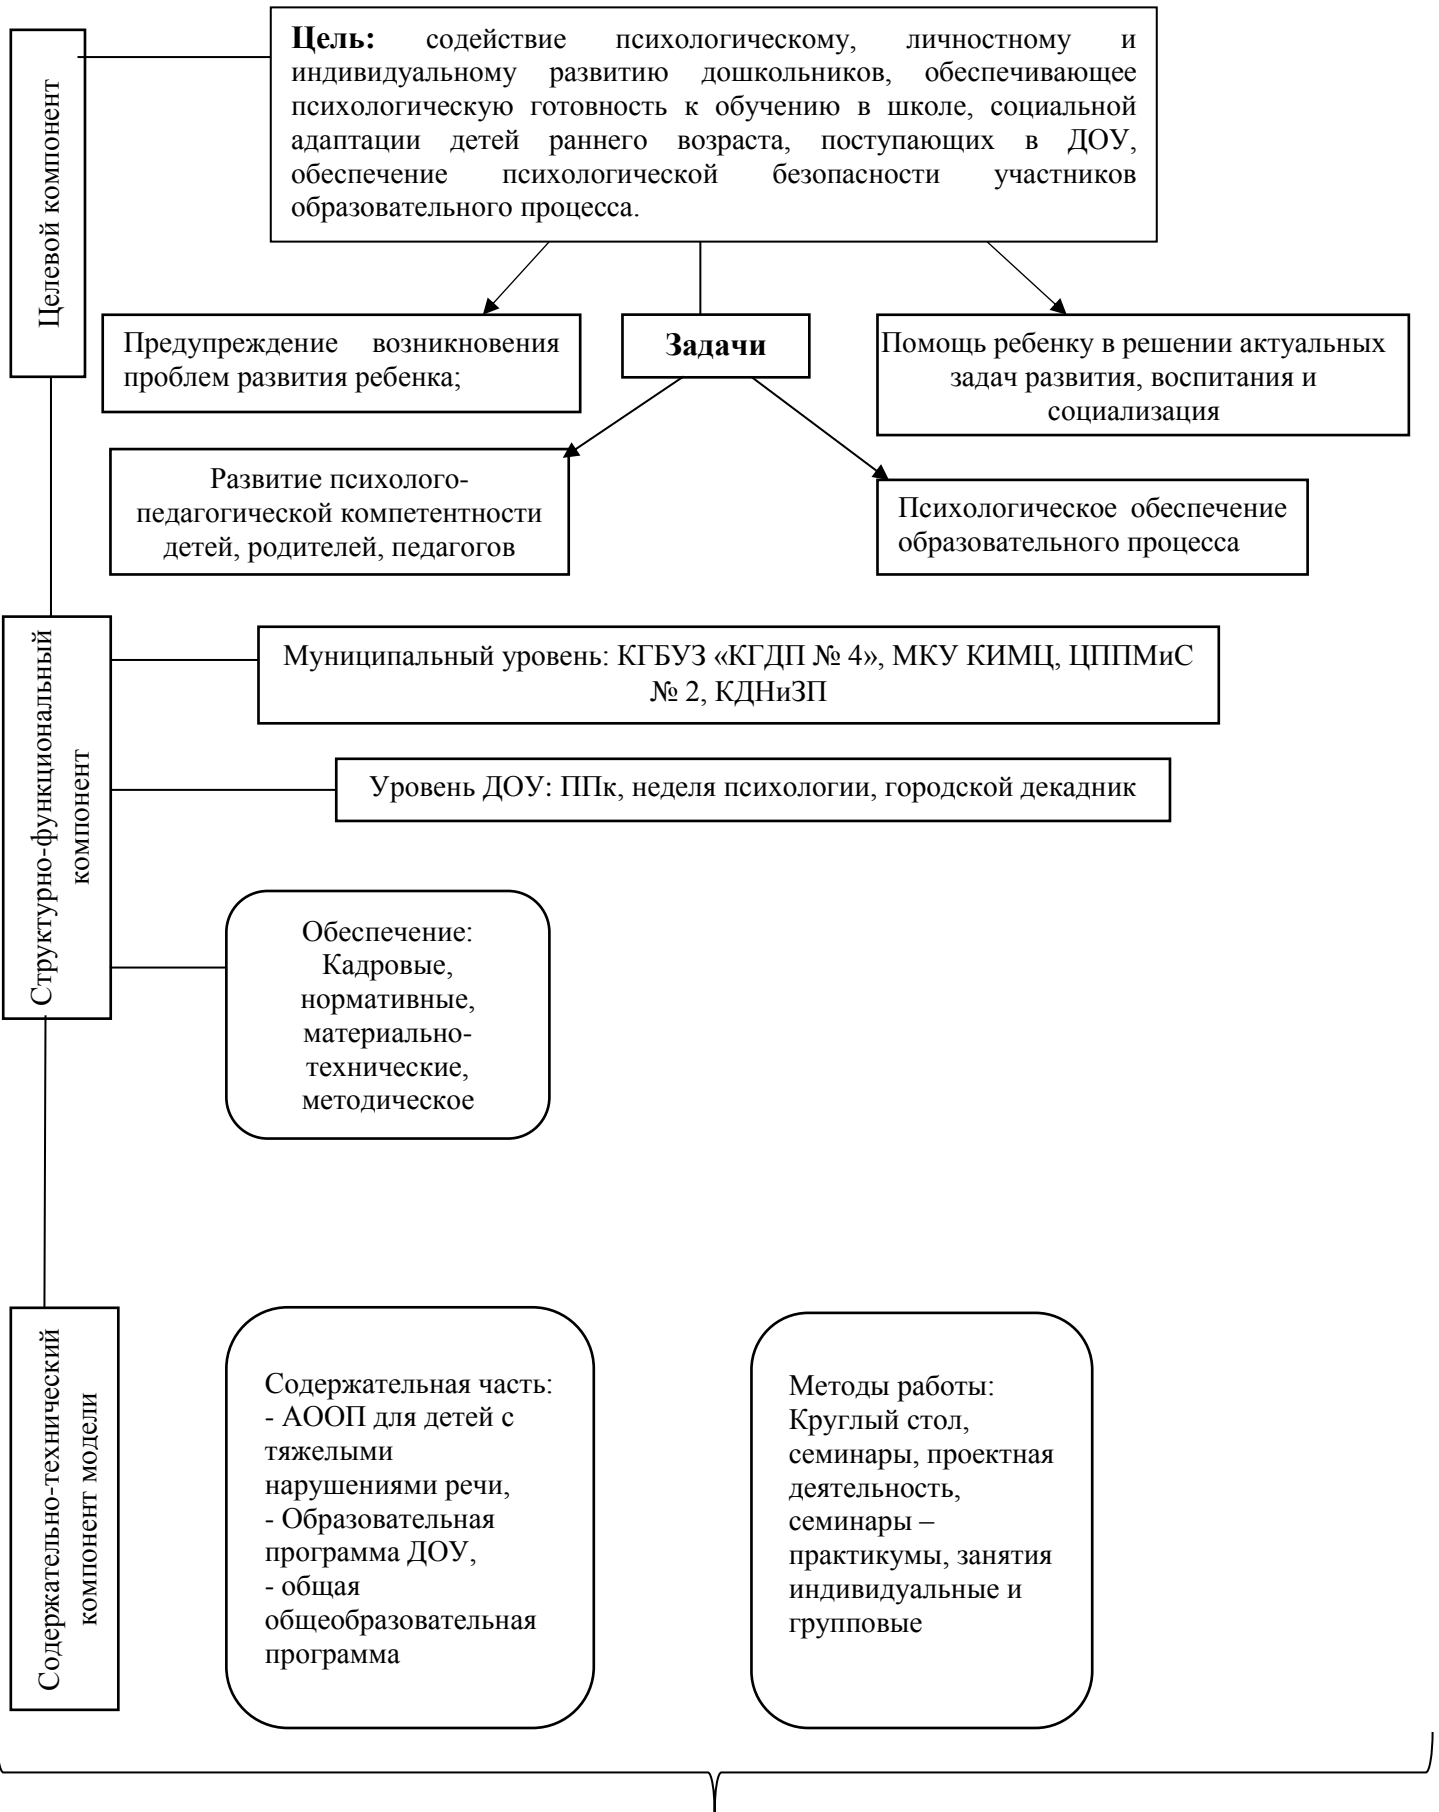 Целевой компонент
Цель: содействие психологическому, личностному и
индивидуальному развитию дошкольников, обеспечивающее
психологическую готовность к обучению в школе, социальной
адаптации детей раннего возраста, поступающих в ДОУ,
обеспечение психологической безопасности участников
образовательного процесса.
Предупреждение возникновения
проблем развития ребенка;
Задачи
Помощь ребенку в решении актуальных
задач развития, воспитания и
социализация
Развитие психолого-
педагогической компетентности
детей, родителей, педагогов
Психологическое обеспечение
образовательного процесса
Структурно-функциональный
компонент
Муниципальный уровень: КГБУЗ «КГДП № 4», МКУ КИМЦ, ЦППМиС
№ 2, КДНиЗП
Уровень ДОУ: ППк, неделя психологии, городской декадник
Обеспечение:
Кадровые,
нормативные,
материально-
технические,
методическое
Содержательно-технический
компонент модели
Содержательная часть:
- АООП для детей с
тяжелыми
нарушениями речи,
- Образовательная
программа ДОУ,
- общая
общеобразовательная
программа
Методы работы:
Круглый стол,
семинары, проектная
деятельность,
семинары –
практикумы, занятия
индивидуальные и
групповые